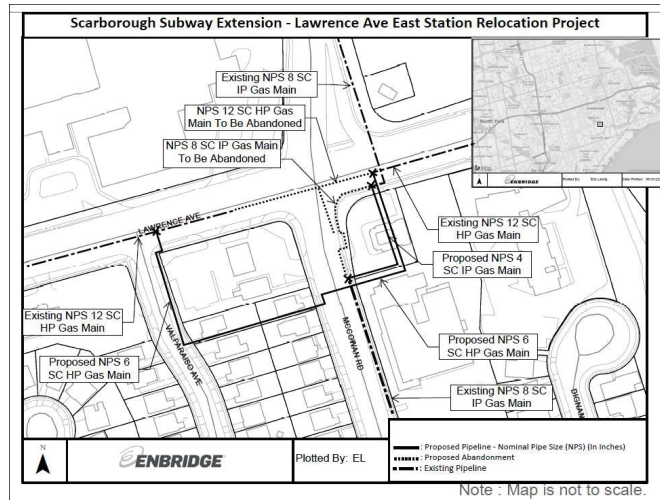 Scarborough Subway Extension - Lawrence Ave East Station Relocation Project
Existing NPS 8 SC
IP Gas Main
NPS 12 SC HP Gas
Main To Be Abandoned
NPS 8 SC IP Gas Main
To Be Abandoned
North York
ENBRIDGE
LAWRENCE AVE
Existing NPS 12 SC
HP Gas Main
Proposed NPS 4
SC IP Gas Main
Existing NPS 12 SC
HP Gas Main
Proposed NPS 6
SC HP Gas Main
VALPARAISO AVE
MCCOWAN RD
Proposed NPS 6
SC HP Gas Main
Existing NPS 8 SC
IP Gas Main
DIGNAM
N
ENBRIDGE
Plotted By: EL
: Proposed Pipeline - Nominal Pipe Size (NPS) (In Inches)
: Proposed Abandonment
: Existing Pipeline
Note : Map is not to scale.